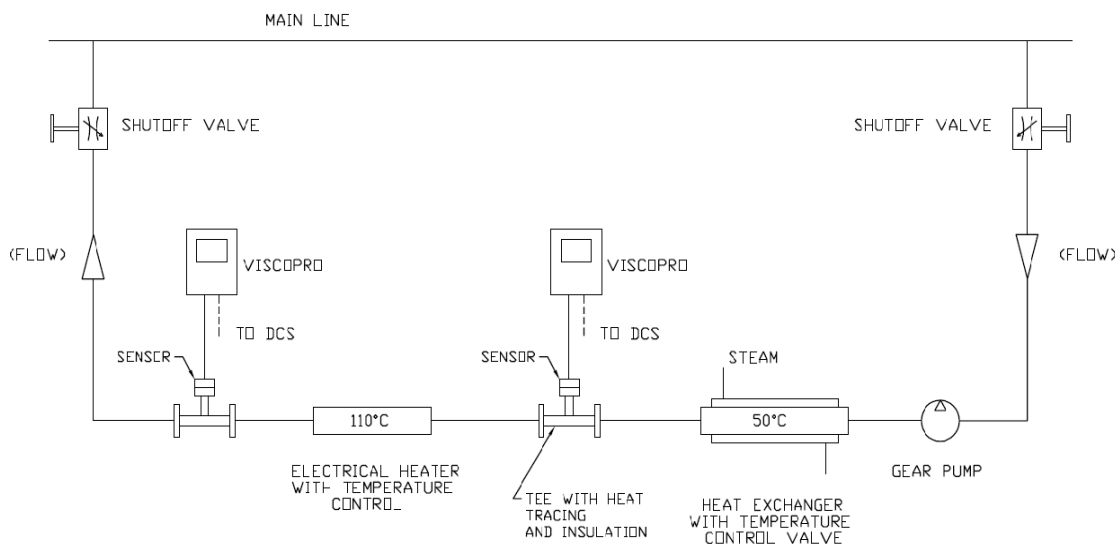 MAIN LINE
SHUTOFF VALVE
SHUTOFF VALVE
(FLOW)
VISCOPRO
VISCOPRO
(FLOW)
TO DCS
TO DCS
SENSOR
SENSOR
STEAM
110°C
50°C
ELECTRICAL HEATER
WITH TEMPERATURE
CONTROL
TEE WITH HEAT
TRACING
AND INSULATION
GEAR PUMP
HEAT EXCHANGER
WITH TEMPERATURE
CONTROL VALVE